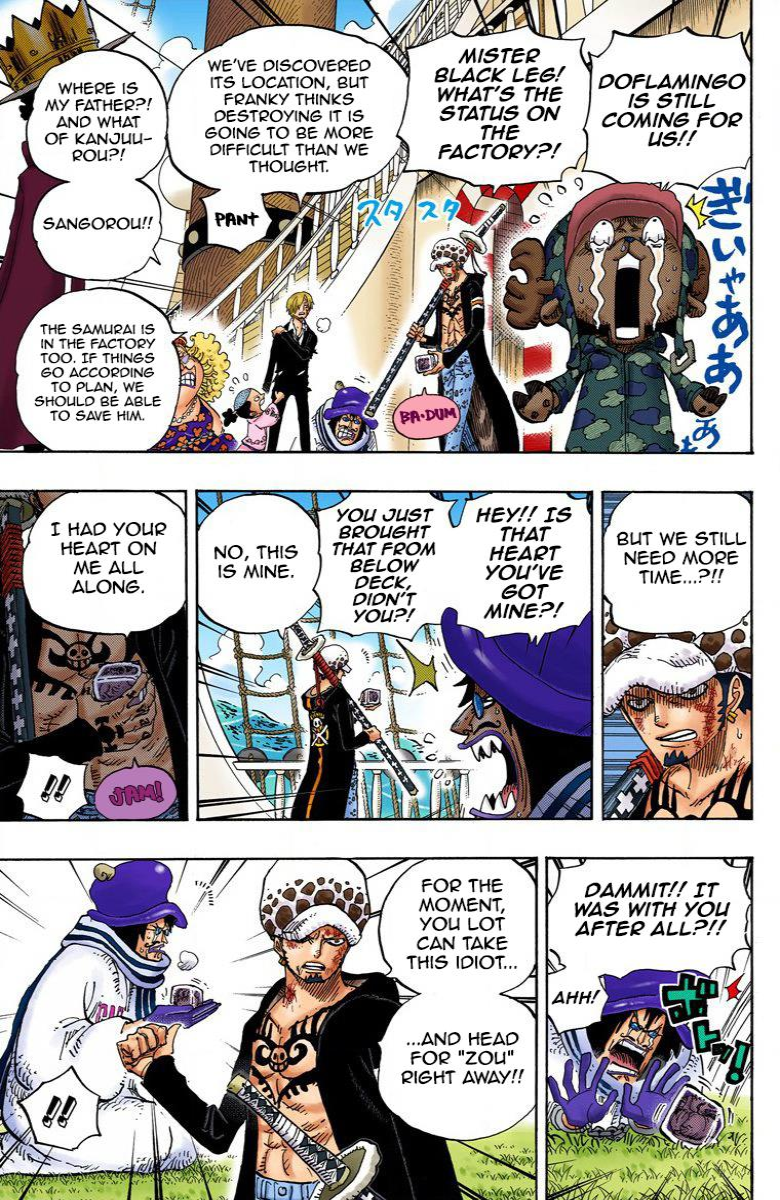 DOFLAMINGO
IS STILL
COMING FOR
US!!
ぎいゃああ
あ
MISTER
BLACK LEG!
WHAT'S THE
STATUS ON
THE
FACTORY?!
スタ スタ
BA-DUM
WE'VE DISCOVERED
ITS LOCATION, BUT
FRANKY THINKS
DESTROYING IT IS
GOING TO BE MORE
DIFFICULT THAN WE
THOUGHT.
PANT
WHERE IS
MY FATHER?!
AND WHAT
OF KANJUU-
ROU?!
SANGOROU!!
THE SAMURAI IS
IN THE FACTORY
TOO. IF THINGS
GO ACCORDING
TO PLAN, WE
SHOULD BE ABLE
TO SAVE HIM.
BUT WE STILL
NEED MORE
TIME...?!!
HEY!! IS
THAT
HEART
YOU'VE
GOT
MINE?!
YOU JUST
BROUGHT
THAT FROM
BELOW
DECK,
DIDN'T
YOU?!
NO, THIS
IS MINE.
I HAD YOUR
HEART ON
ME ALL
ALONG.
JAM!
!!
DAMMIT!! IT
WAS WITH YOU
AFTER ALL?!!
AHH!
ボトッ!
FOR THE
MOMENT,
YOU LOT
CAN TAKE
THIS IDIOT...
...AND HEAD
FOR "ZOU"
RIGHT AWAY!!
!!